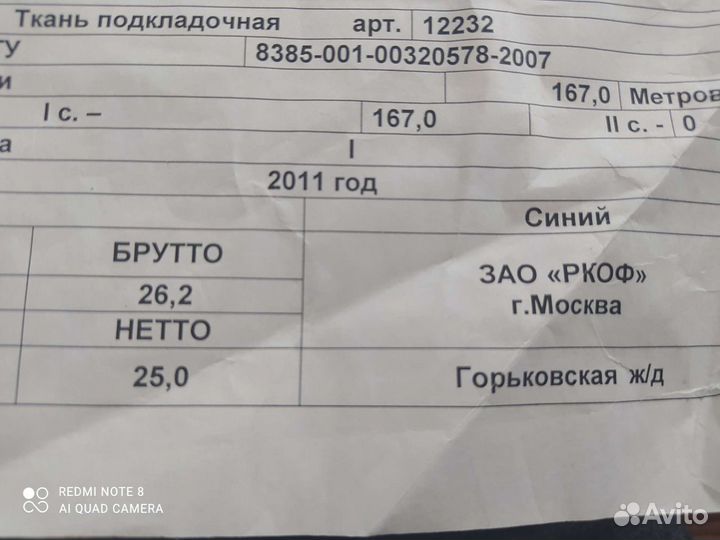 Ткань подкладочная арт. 12232
ТУ 8385-001-00320578-2007
и 167,0 Метров
I с. – 167,0 II с. - 0
а I
2011 год
Синий
БРУТТО
ЗАО «РКОФ»
26,2
г.Москва
НЕТТО
25,0
Горьковская ж/д
REDMI NOTE 8
AI QUAD CAMERA
Avito